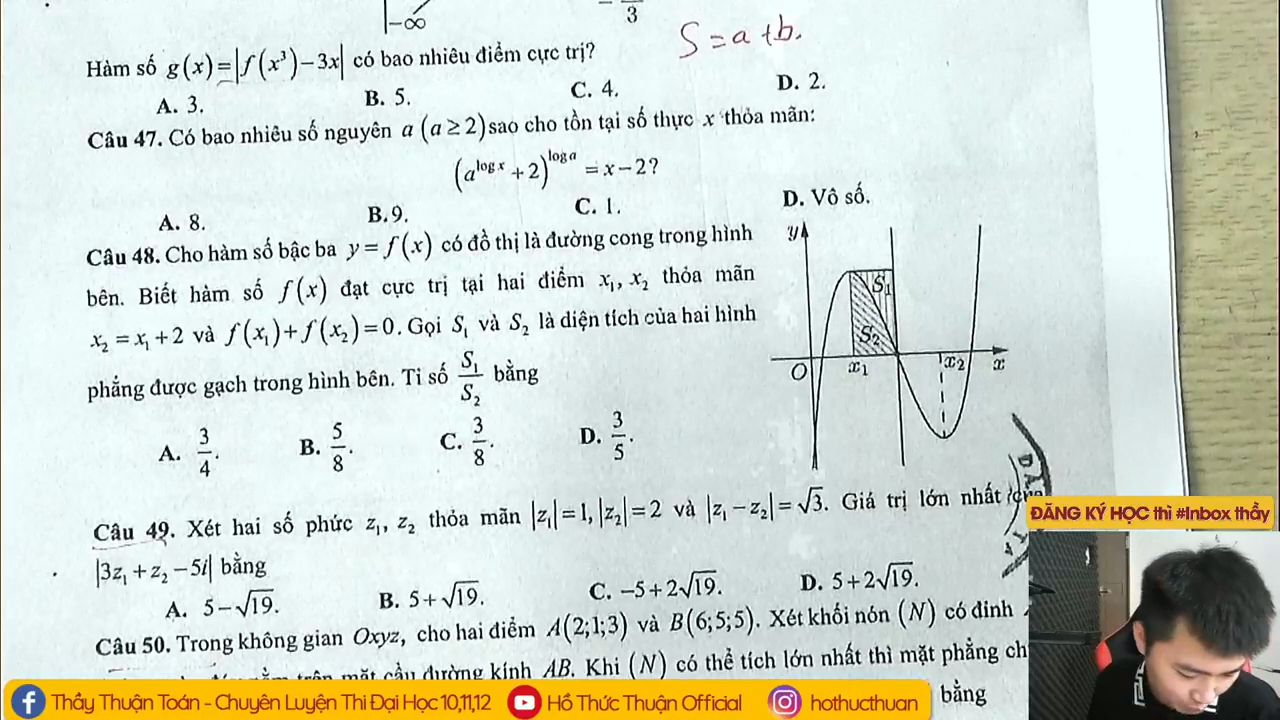 -∞
3
S = a + b.
Hàm số g(x)=|f(x³)−3x| có bao nhiêu điểm cực trị?
A. 3. B. 5. C. 4. D. 2.
Câu 47. Có bao nhiêu số nguyên a (a ≥ 2) sao cho tồn tại số thực x thỏa mãn:
(a^{log x} + 2)^{log a} = x − 2?
A. 8. B. 9. C. 1. D. Vô số.
Câu 48. Cho hàm số bậc ba y = f(x) có đồ thị là đường cong trong hình
bên. Biết hàm số f(x) đạt cực trị tại hai điểm x₁, x₂ thỏa mãn
x₂ = x₁ + 2 và f(x₁) + f(x₂) = 0. Gọi S₁ và S₂ là diện tích của hai hình
phẳng được gạch trong hình bên. Tỉ số S₁/S₂ bằng
A. 3/4. B. 5/8. C. 3/8. D. 3/5.
y
S₁
S₂
O x₁ x₂ x
Câu 49. Xét hai số phức z₁, z₂ thỏa mãn |z₁| = 1, |z₂| = 2 và |z₁ − z₂| = √3. Giá trị lớn nhất của
|3z₁ + z₂ − 5i| bằng
A. 5 − √19. B. 5 + √19. C. −5 + 2√19. D. 5 + 2√19.
Câu 50. Trong không gian Oxyz, cho hai điểm A(2;1;3) và B(6;5;5). Xét khối nón (N) có đỉnh
mặt cầu đường kính AB. Khi (N) có thể tích lớn nhất thì mặt phẳng
bằng
ĐĂNG KÝ HỌC thì #Inbox thầy
Thầy Thuận Toán - Chuyên Luyện Thi Đại Học 10,11,12 Hồ Thức Thuận Official hothucthuan